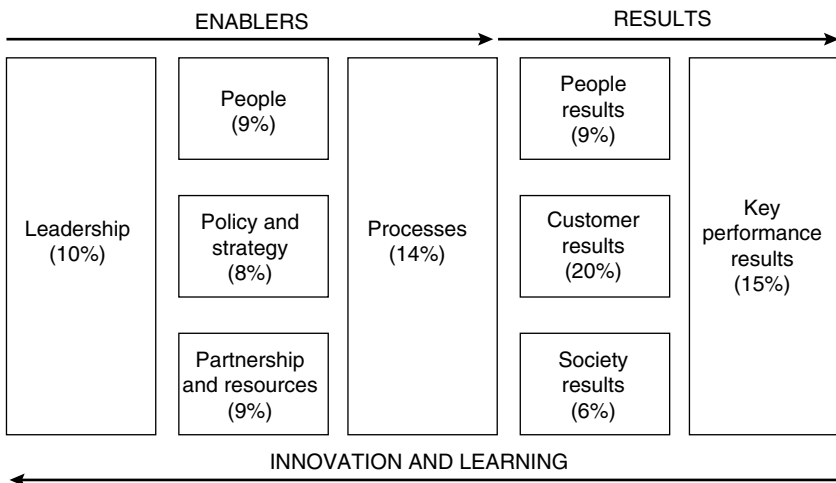 ENABLERS
RESULTS
Leadership
(10%)
People
(9%)
Policy and
strategy
(8%)
Partnership
and resources
(9%)
Processes
(14%)
People
results
(9%)
Customer
results
(20%)
Society
results
(6%)
Key
performance
results
(15%)
INNOVATION AND LEARNING